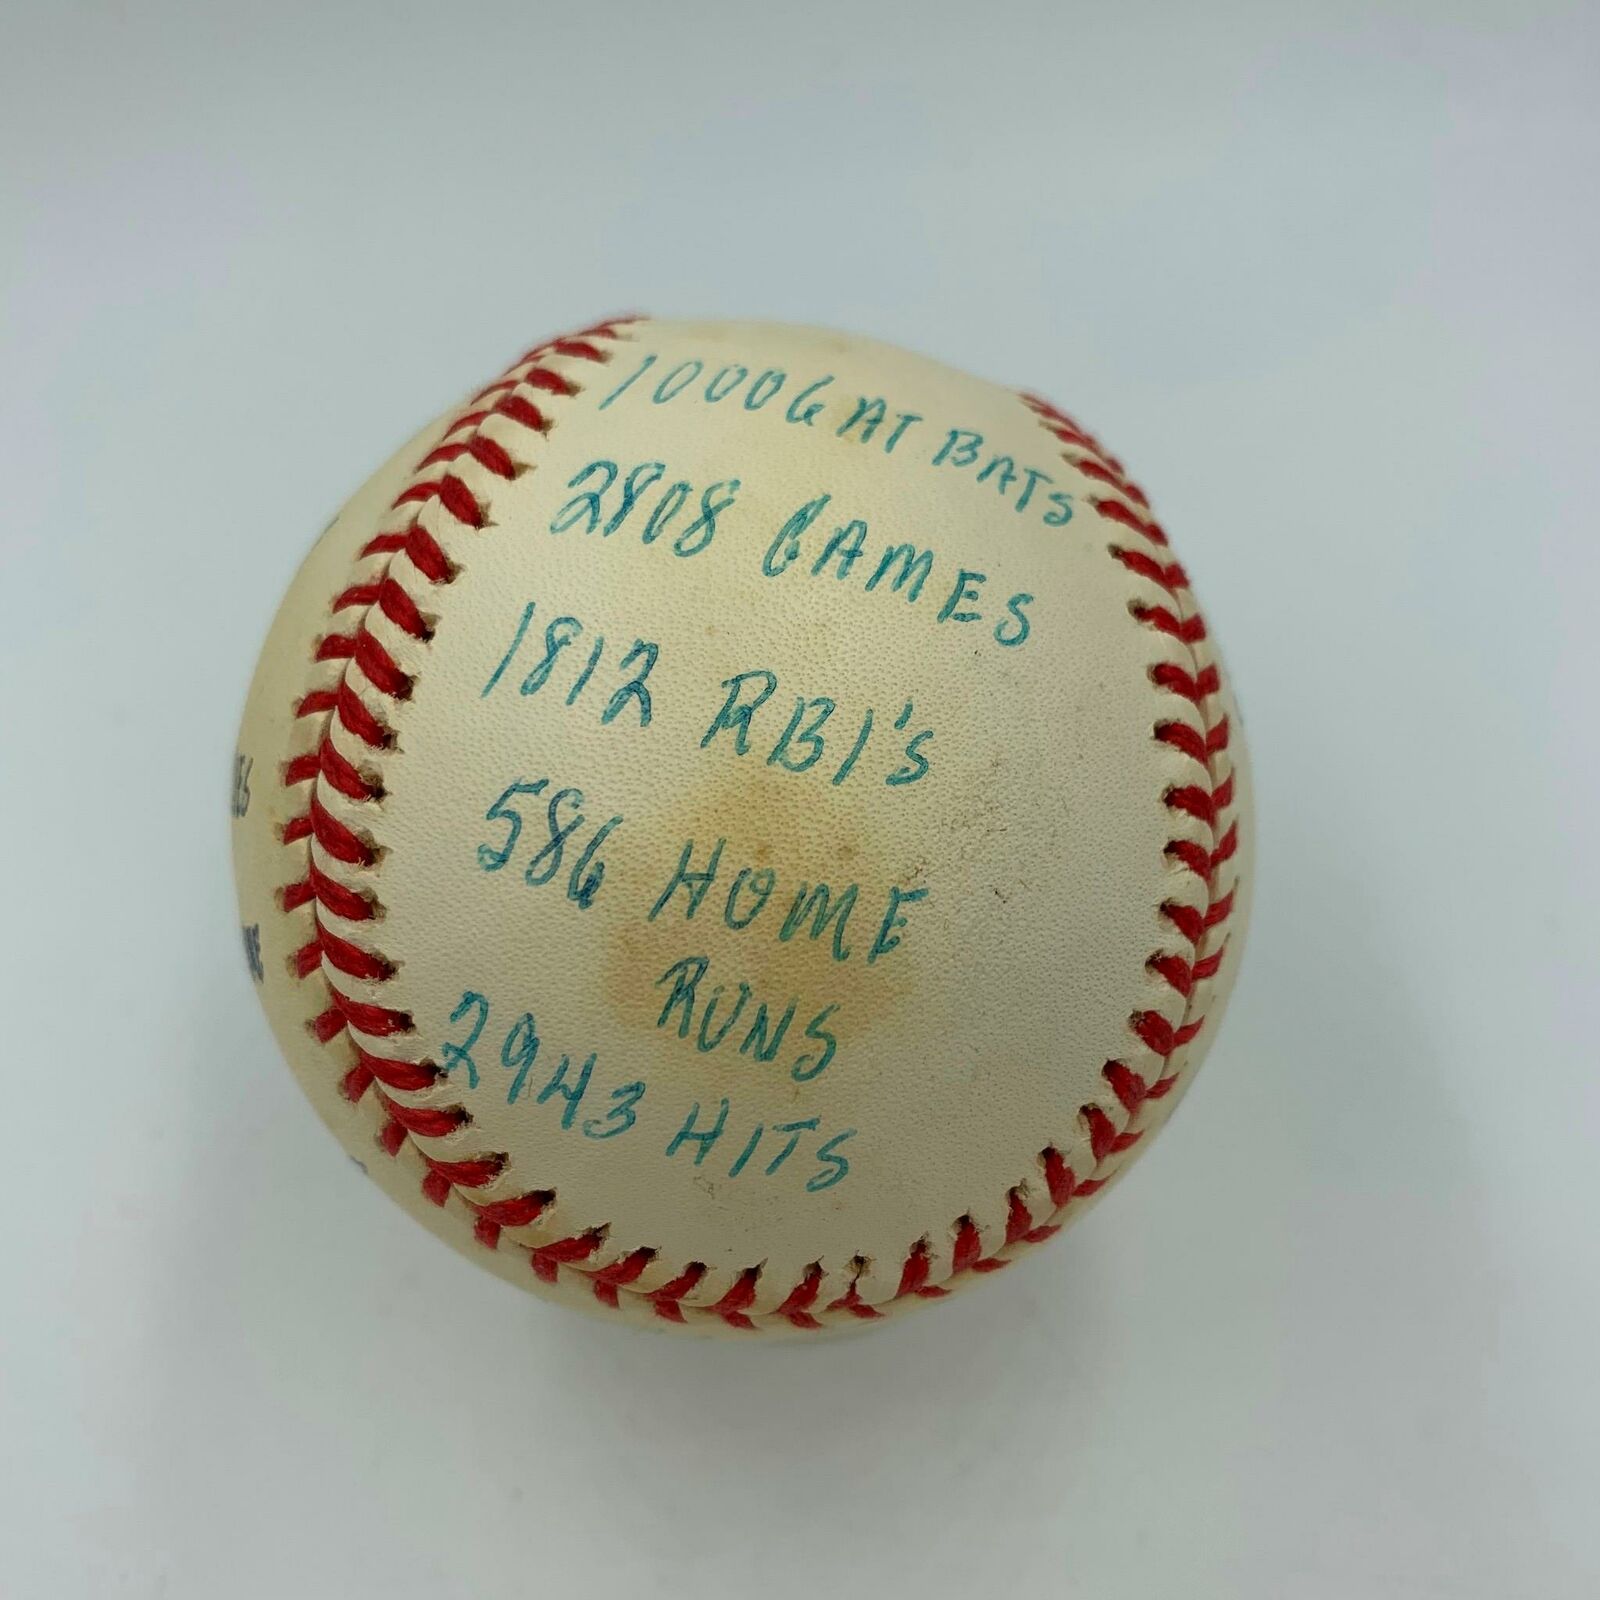 10006 AT BATS
2808 GAMES
1812 RBI's
586 HOME
RUNS
2943 HITS